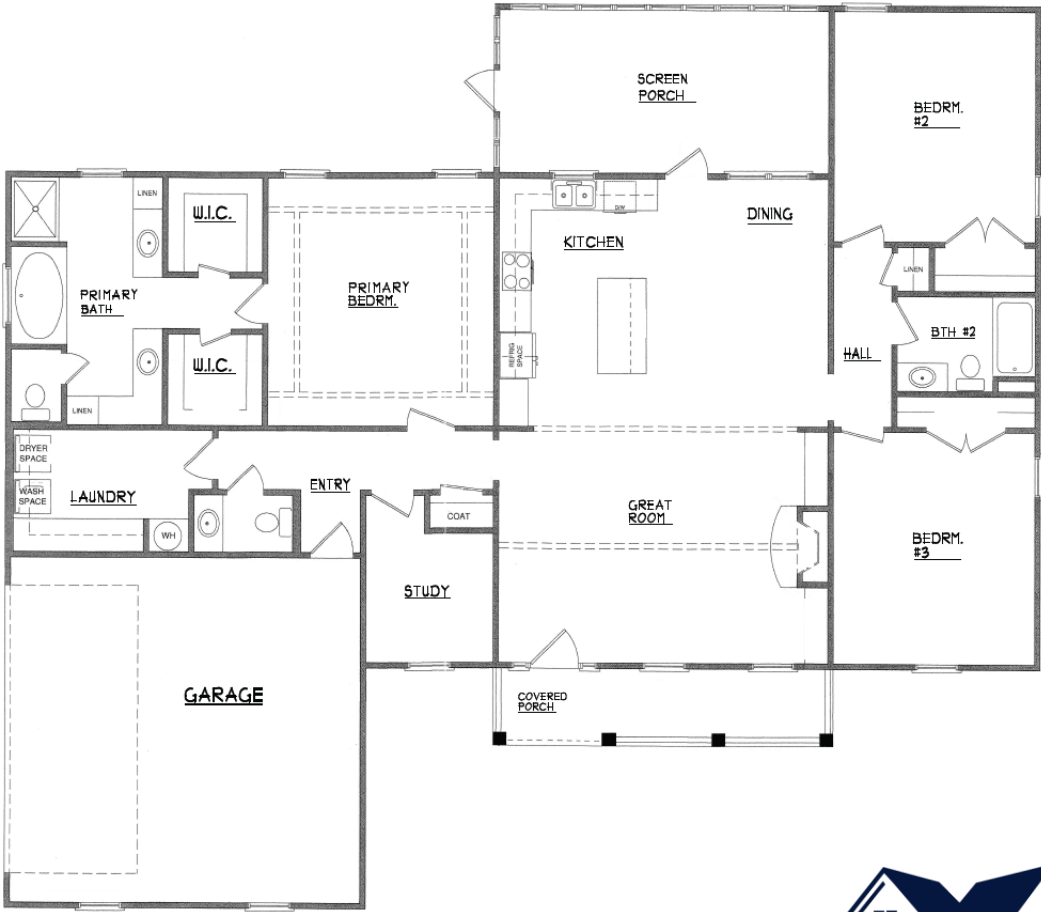 SCREEN
PORCH
BEDRM.
#2
LINEN
W.I.C.
DINING
D/W
KITCHEN
LINEN
PRIMARY
BATH
PRIMARY
BEDRM.
BTH #2
REFRIG
SPACE
HALL
W.I.C.
LINEN
DRYER
SPACE
WASH
SPACE
LAUNDRY
ENTRY
COAT
GREAT
ROOM
WH
BEDRM.
#3
STUDY
GARAGE
COVERED
PORCH